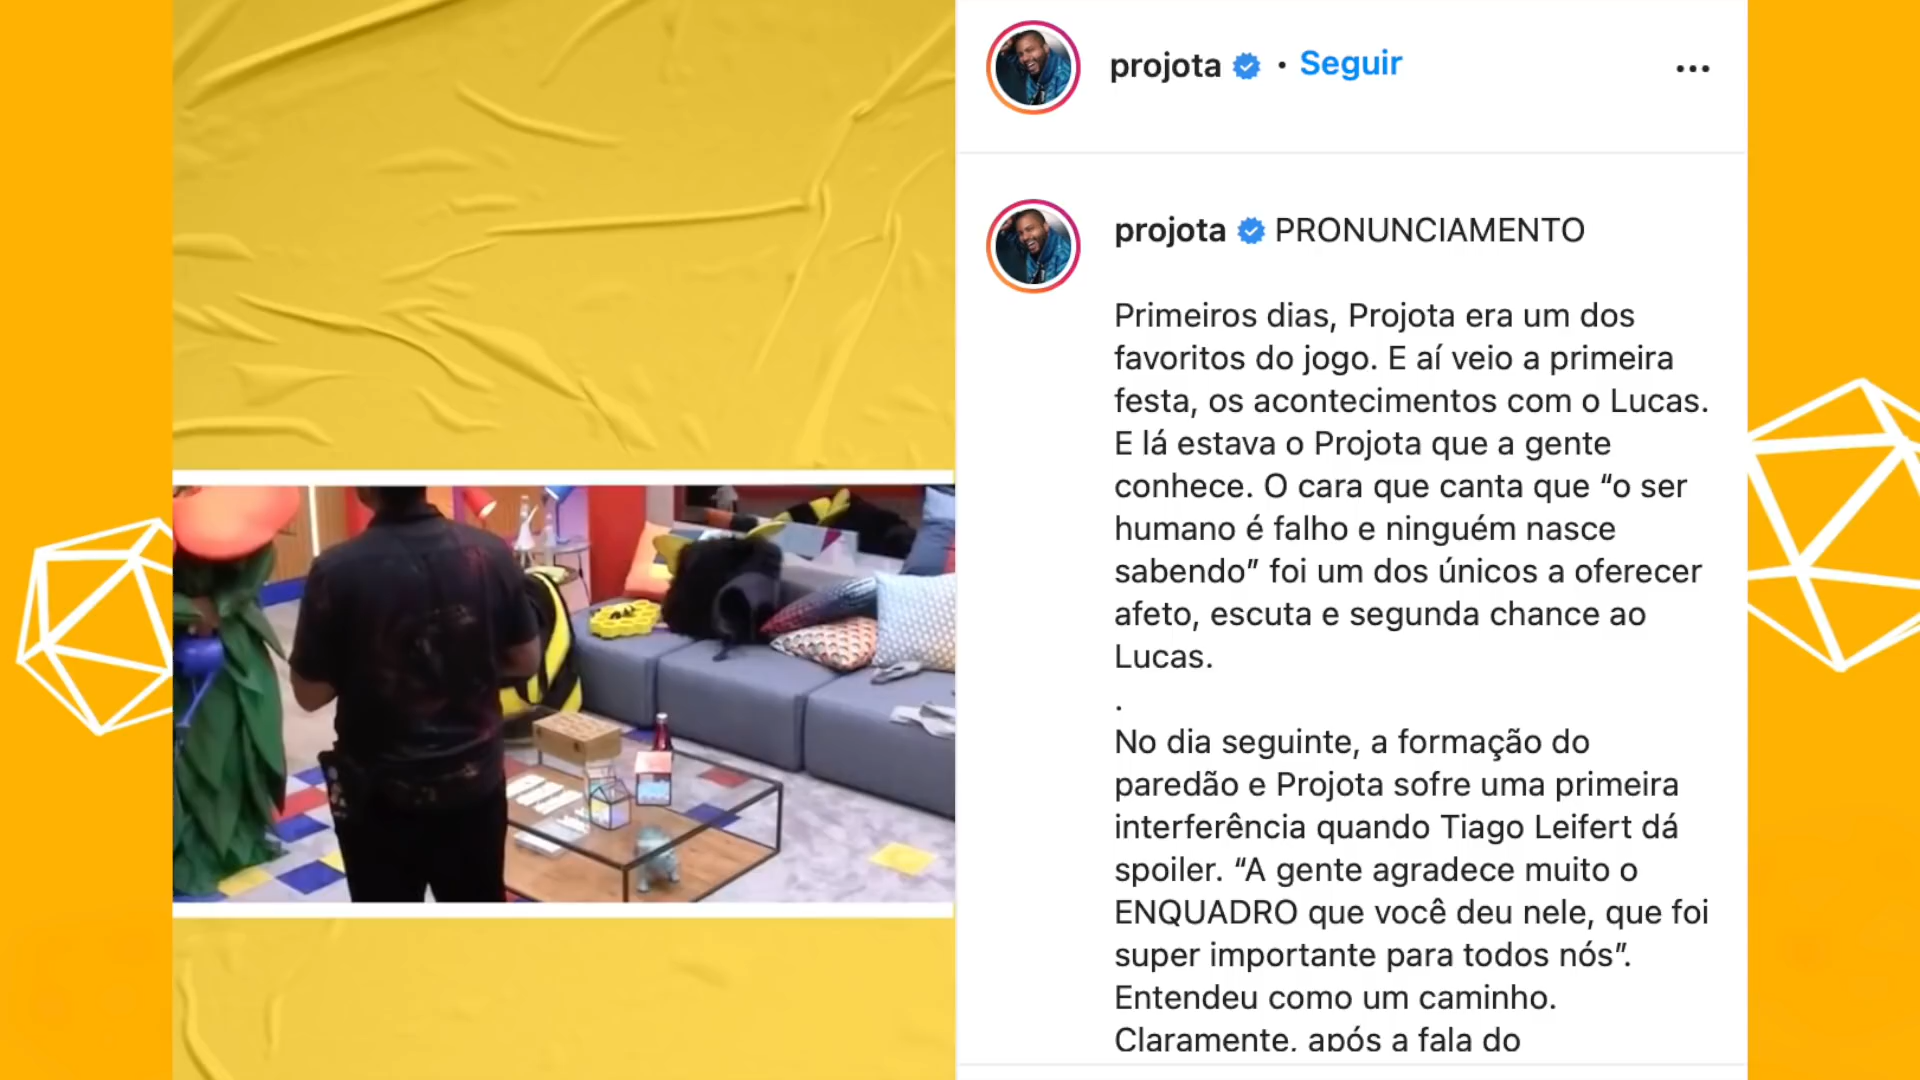 projota • Seguir
projota PRONUNCIAMENTO
Primeiros dias, Projota era um dos
favoritos do jogo. E aí veio a primeira
festa, os acontecimentos com o Lucas.
E lá estava o Projota que a gente
conhece. O cara que canta que “o ser
humano é falho e ninguém nasce
sabendo” foi um dos únicos a oferecer
afeto, escuta e segunda chance ao
Lucas.
.
No dia seguinte, a formação do
paredão e Projota sofre uma primeira
interferência quando Tiago Leifert dá
spoiler. “A gente agradece muito o
ENQUADRO que você deu nele, que foi
super importante para todos nós”.
Entendeu como um caminho.
Claramente, após a fala do